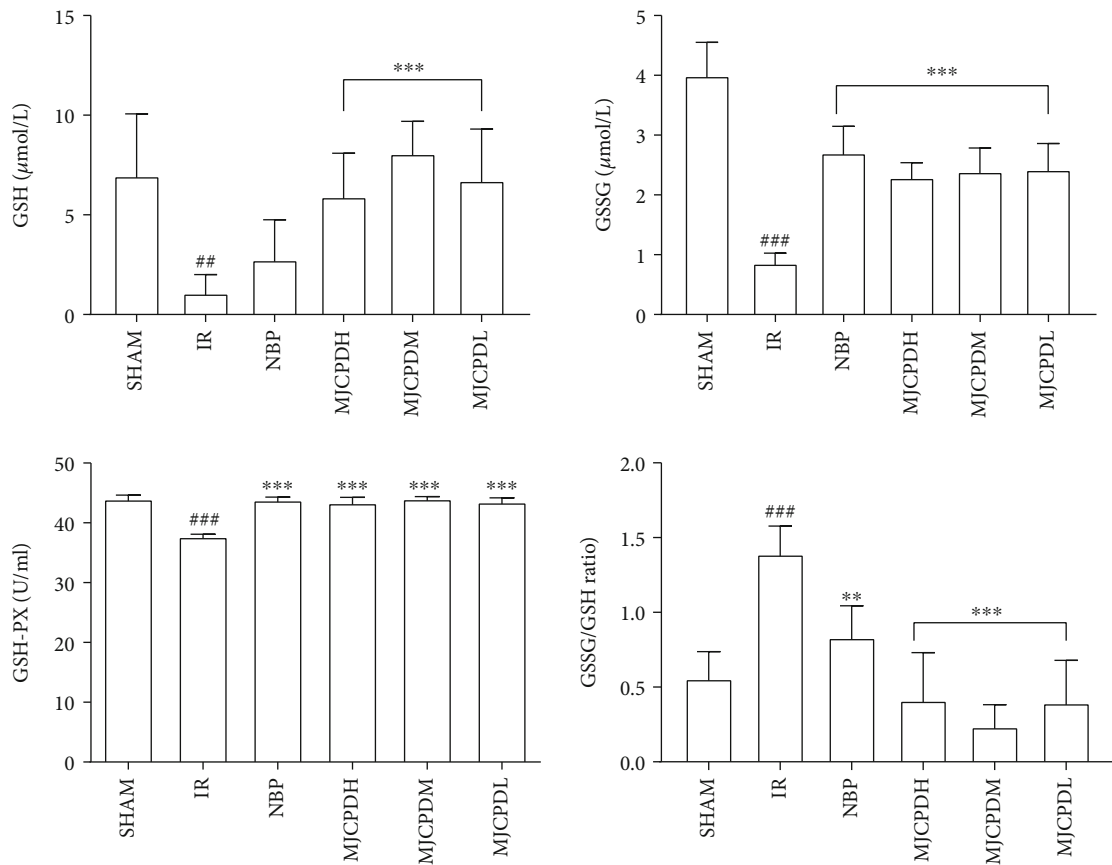 15
10
5
0
GSH (μmol/L)
##
***
SHAM
IR
NBP
MJCPDH
MJCPDM
MJCPDL
5
4
3
2
1
0
GSSG (μmol/L)
###
***
SHAM
IR
NBP
MJCPDH
MJCPDM
MJCPDL
50
40
30
20
10
0
GSH-PX (U/ml)
###
***
***
***
***
SHAM
IR
NBP
MJCPDH
MJCPDM
MJCPDL
2.0
1.5
1.0
0.5
0.0
GSSG/GSH ratio)
###
**
***
SHAM
IR
NBP
MJCPDH
MJCPDM
MJCPDL